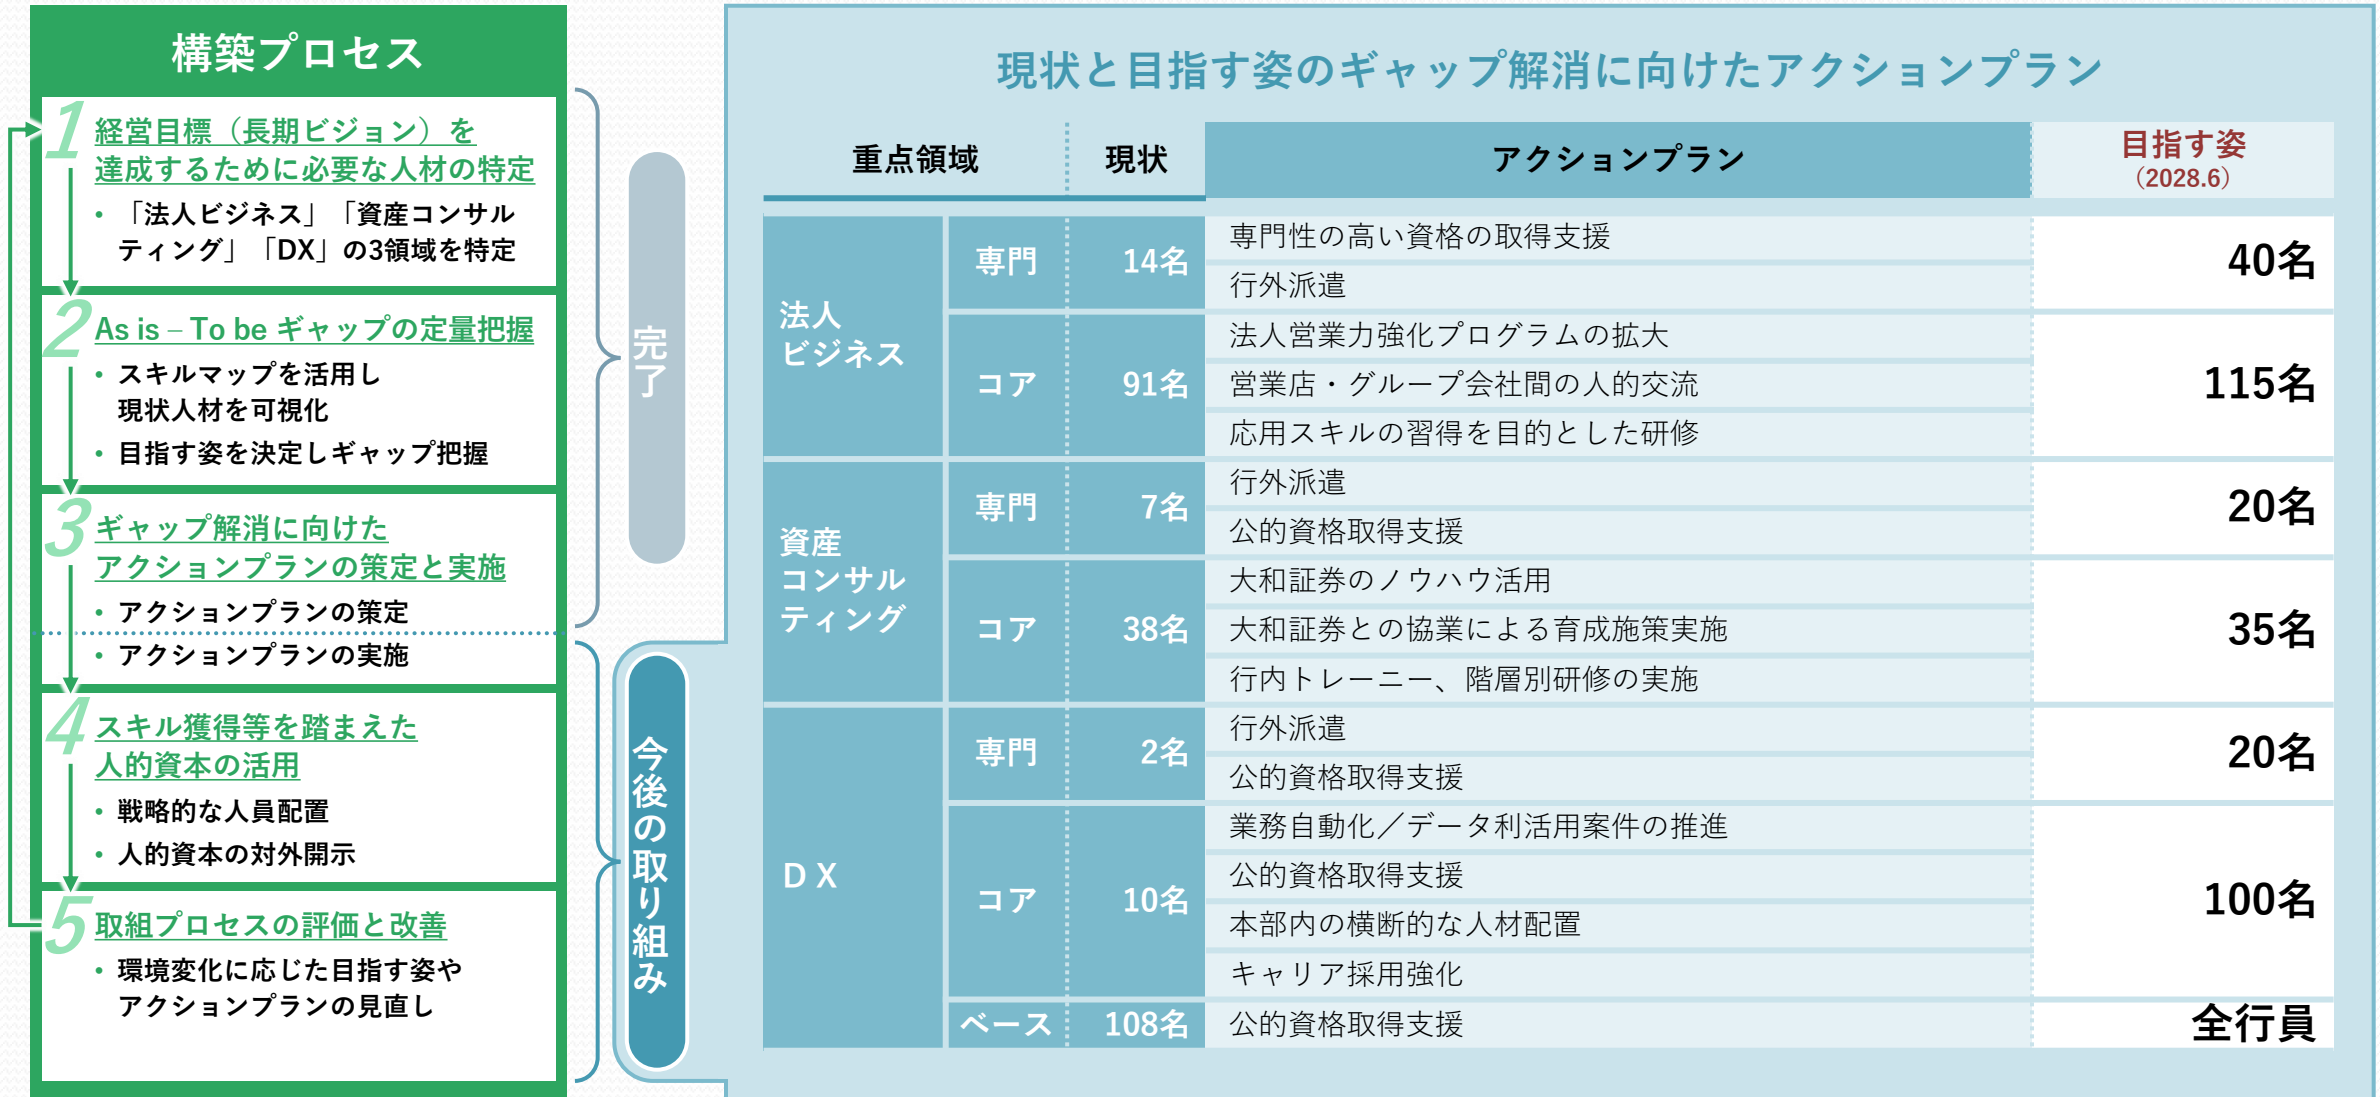 構築プロセス
1
経営目標（長期ビジョン）を
達成するために必要な人材の特定
• 「法人ビジネス」「資産コンサル
ティング」「DX」の3領域を特定
2
As is – To be ギャップの定量把握
• スキルマップを活用し
現状人材を可視化
• 目指す姿を決定しギャップ把握
3
ギャップ解消に向けた
アクションプランの策定と実施
• アクションプランの策定
• アクションプランの実施
4
スキル獲得等を踏まえた
人的資本の活用
• 戦略的な人員配置
• 人的資本の対外開示
5
取組プロセスの評価と改善
• 環境変化に応じた目指す姿や
アクションプランの見直し
完了
今後の取り組み
現状と目指す姿のギャップ解消に向けたアクションプラン
重点領域 現状 アクションプラン 目指す姿
（2028.6）
法人
ビジネス
専門 14名
専門性の高い資格の取得支援
行外派遣
40名
コア 91名
法人営業力強化プログラムの拡大
営業店・グループ会社間の人的交流
応用スキルの習得を目的とした研修
115名
資産
コンサル
ティング
専門 7名
行外派遣
公的資格取得支援
20名
コア 38名
大和証券のノウハウ活用
大和証券との協業による育成施策実施
行内トレーニー、階層別研修の実施
35名
ＤＸ
専門 2名
行外派遣
公的資格取得支援
20名
コア 10名
業務自動化／データ利活用案件の推進
公的資格取得支援
本部内の横断的な人材配置
キャリア採用強化
100名
ベース 108名 公的資格取得支援 全行員